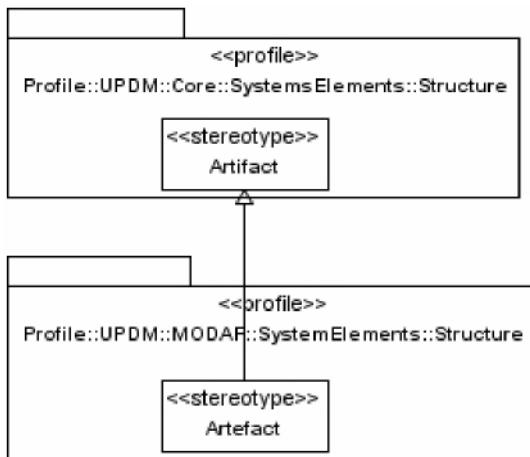 <<profile>>
Profile::UPDM::Core::SystemsElements::Structure
<<stereotype>>
Artifact
<<profile>>
Profile::UPDM::MODAF::SystemElements::Structure
<<stereotype>>
Artefact